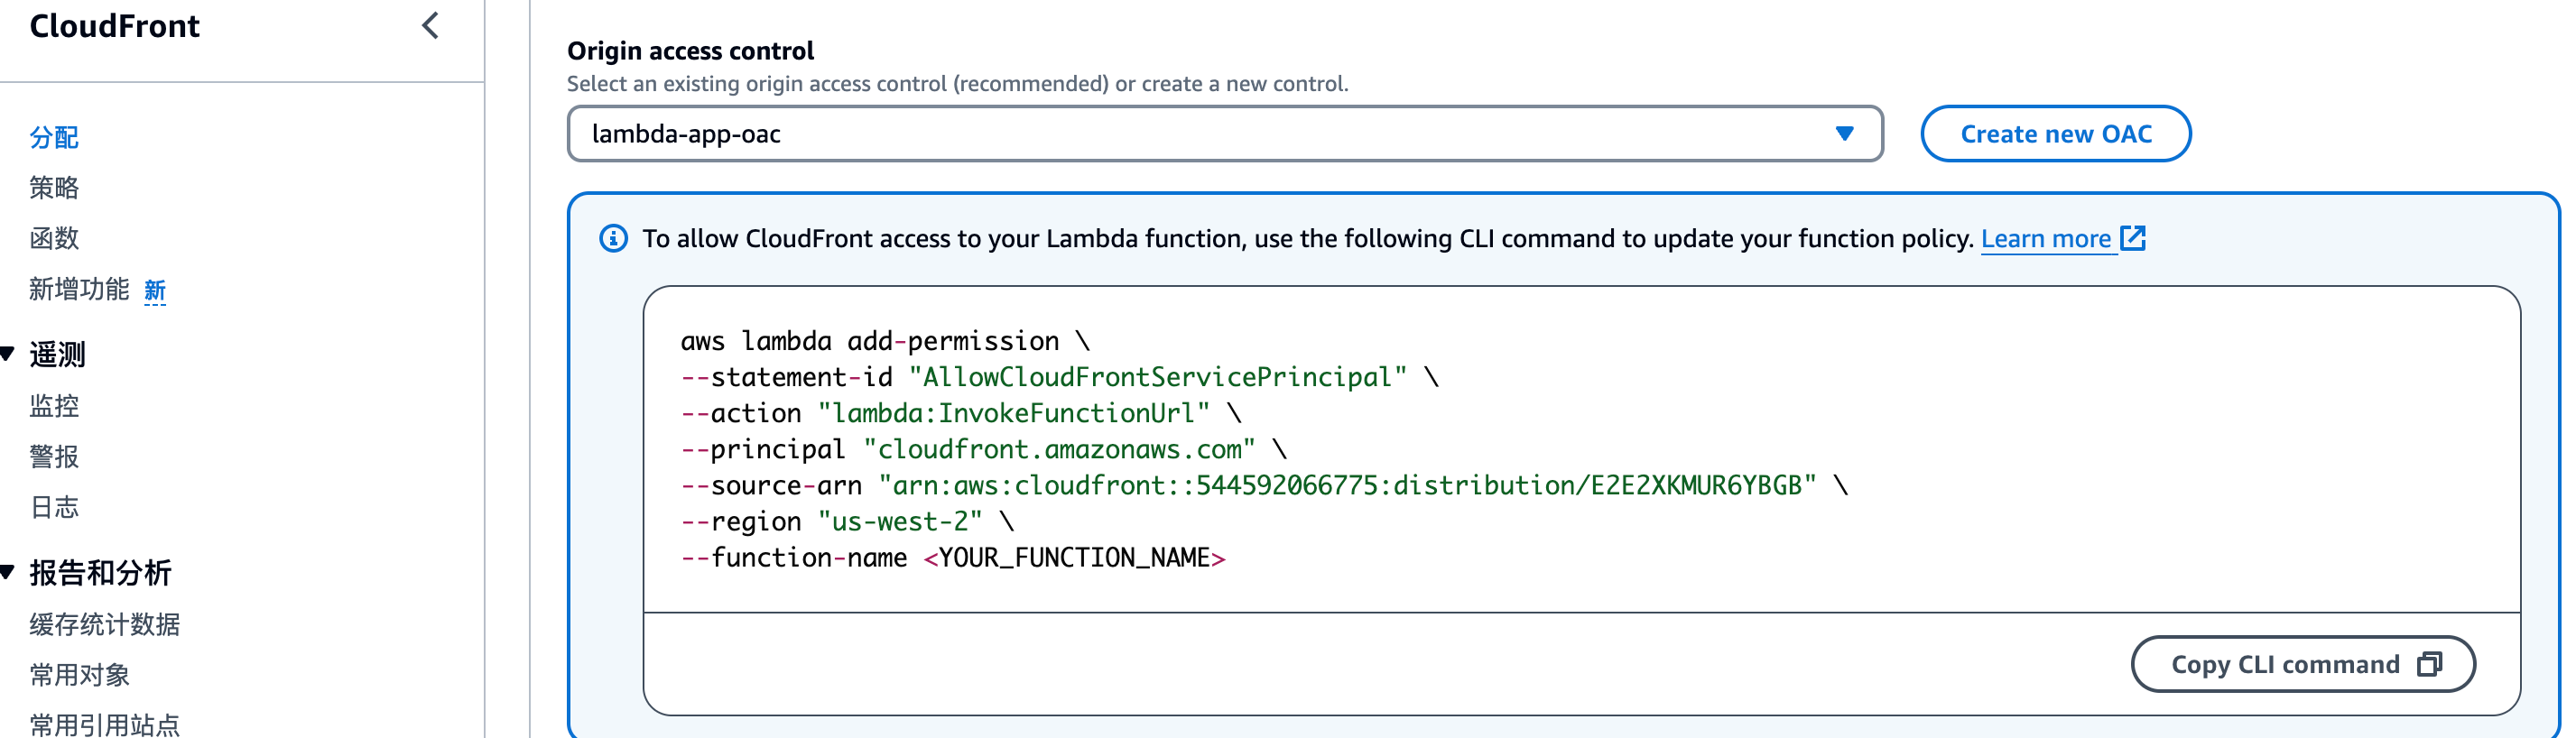 CloudFront
分配
策略
函数
新增功能 新
遥测
监控
警报
日志
报告和分析
缓存统计数据
常用对象
常用引用站点
Origin access control
Select an existing origin access control (recommended) or create a new control.
lambda-app-oac
Create new OAC
To allow CloudFront access to your Lambda function, use the following CLI command to update your function policy. Learn more
aws lambda add-permission \
--statement-id "AllowCloudFrontServicePrincipal" \
--action "lambda:InvokeFunctionUrl" \
--principal "cloudfront.amazonaws.com" \
--source-arn "arn:aws:cloudfront::544592066775:distribution/E2E2XKMUR6YBGB" \
--region "us-west-2" \
--function-name <YOUR_FUNCTION_NAME>
Copy CLI command